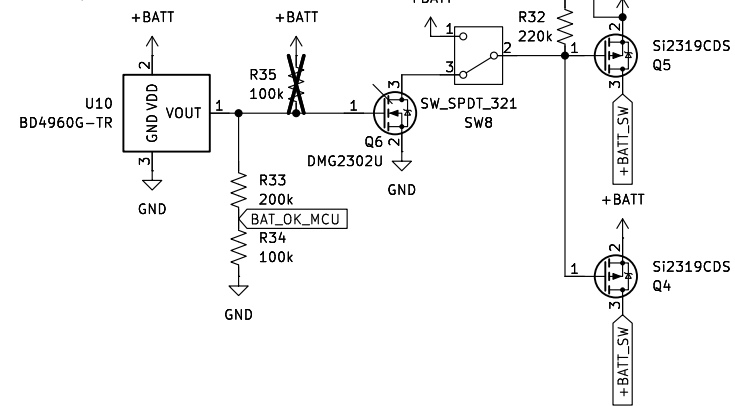 +BATT
+BATT
+BATT
R32
220k
1
2
3
1
2
3
Si2319CDS
Q5
+BATT_SW
SW_SPDT_321
SW8
U10
BD4960G-TR
2
VDD
GND
VOUT
1
3
GND
R35
100k
1
3
2
Q6
DMG2302U
GND
R33
200k
BAT_OK_MCU
R34
100k
GND
+BATT
1
2
3
Si2319CDS
Q4
+BATT_SW